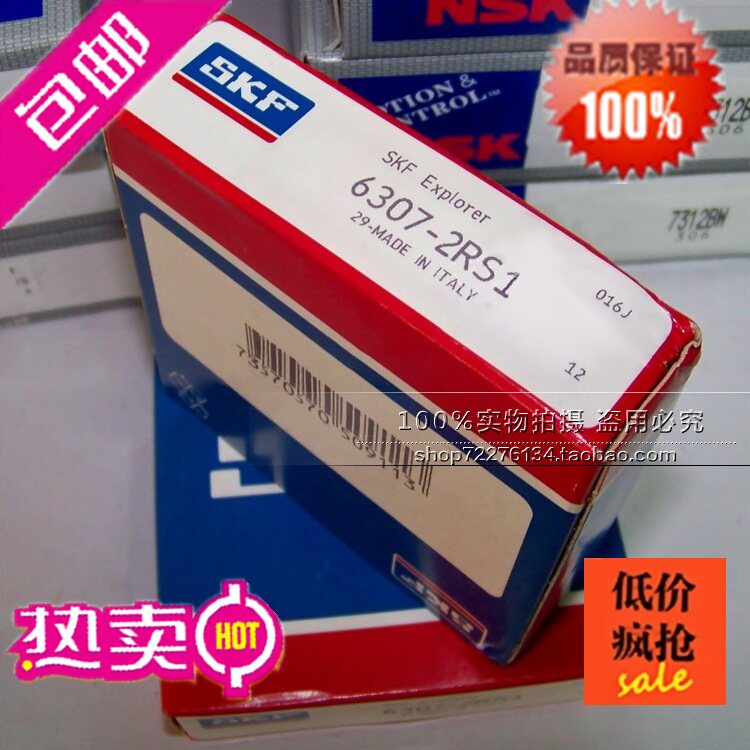 包邮
NSK
品质保证
100%
SKF
SKF Explorer
6307-2RS1
29-MADE IN ITALY
016J
12
7312BW
306
NSK
100%实物拍摄 盗用必究
shop72276134.taobao.com
SKF
热卖
HOT
低价
疯抢
sale